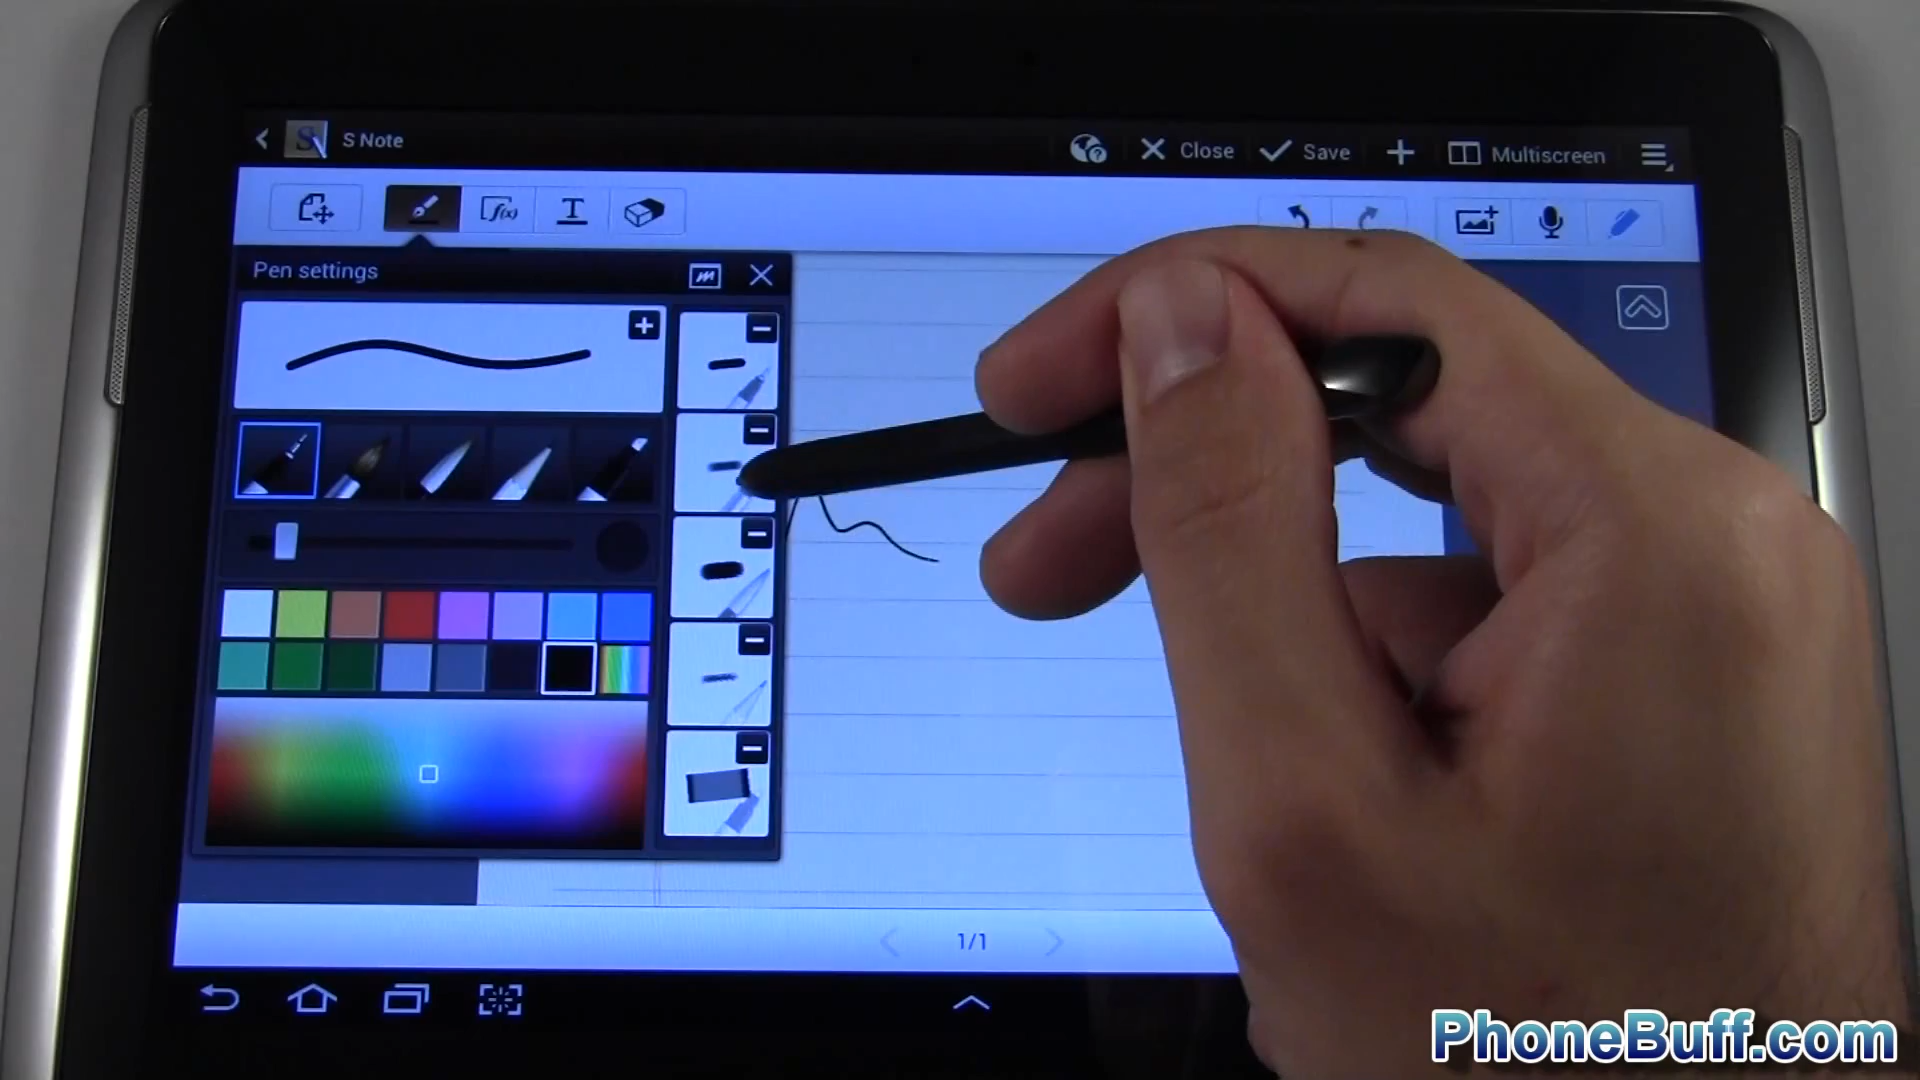 S Note
Close
Save
Multiscreen
f(x)
T
Pen settings
1/1
PhoneBuff.com